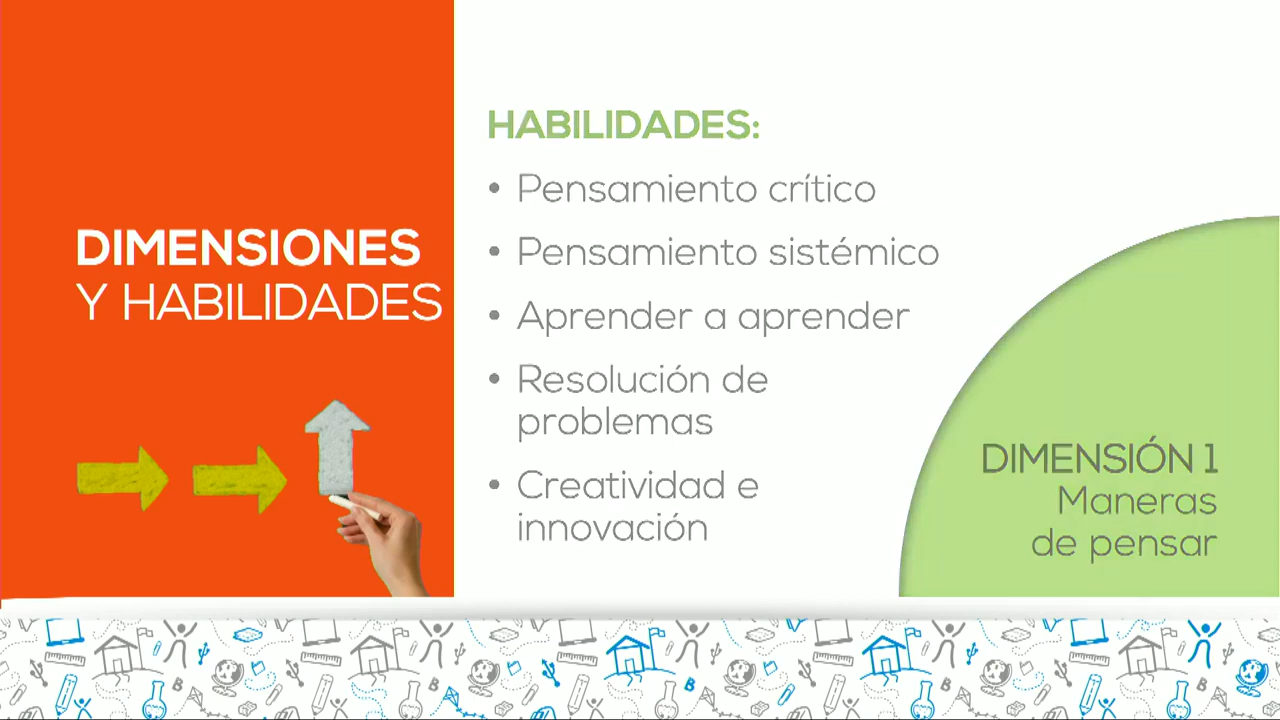 DIMENSIONES
Y HABILIDADES
HABILIDADES:
• Pensamiento crítico
• Pensamiento sistémico
• Aprender a aprender
• Resolución de
problemas
• Creatividad e
innovación
DIMENSIÓN 1
Maneras
de pensar